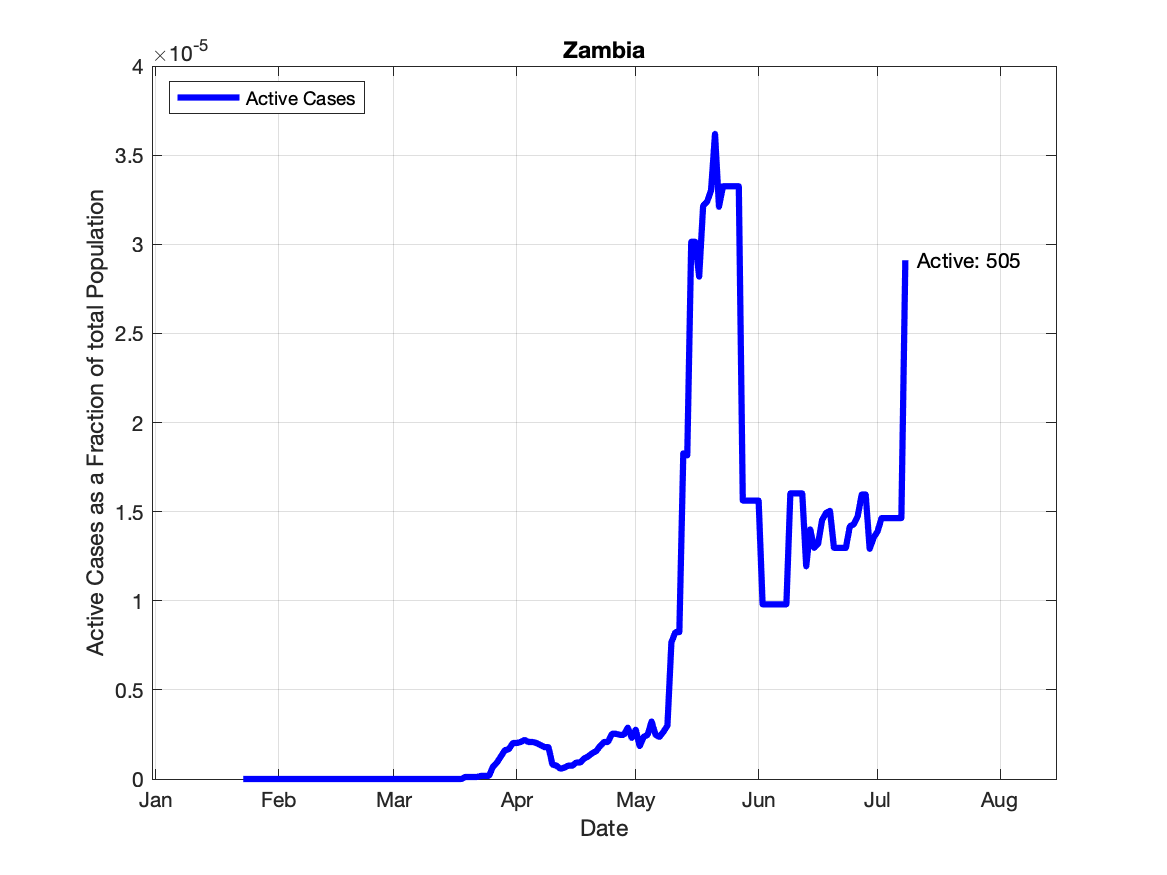 Zambia
×10-5
Active Cases
Active: 505
4
3.5
3
2.5
2
1.5
1
0.5
0
Active Cases as a Fraction of total Population
Jan Feb Mar Apr May Jun Jul Aug
Date